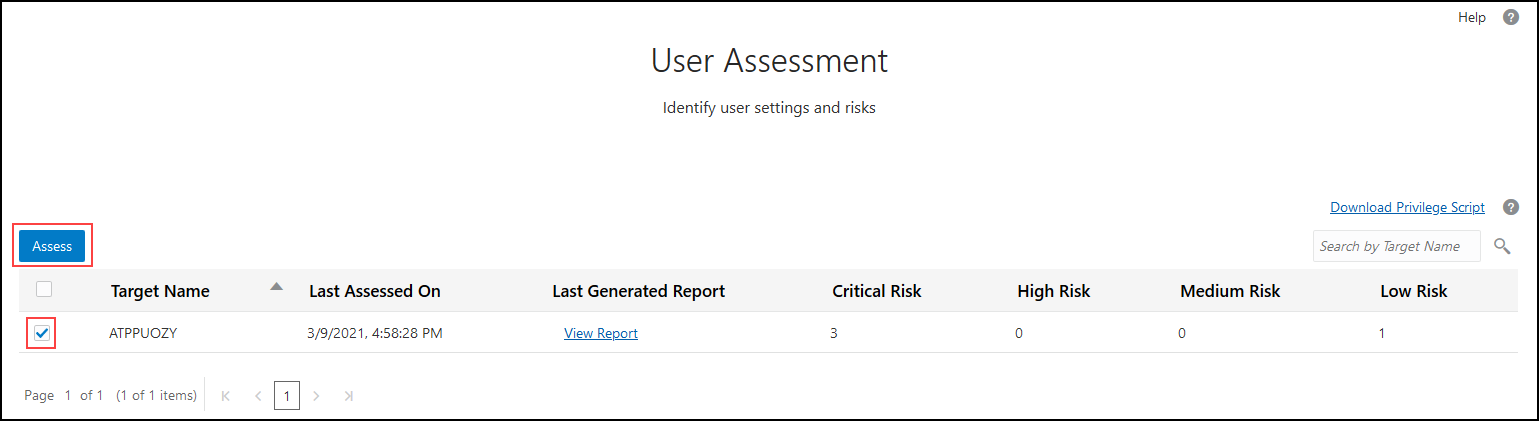 Help ?
User Assessment
Identify user settings and risks
Download Privilege Script ?
Assess
Search by Target Name
Target Name Last Assessed On Last Generated Report Critical Risk High Risk Medium Risk Low Risk
ATPPUOZY 3/9/2021, 4:58:28 PM View Report 3 0 0 1
Page 1 of 1 (1 of 1 items) 1